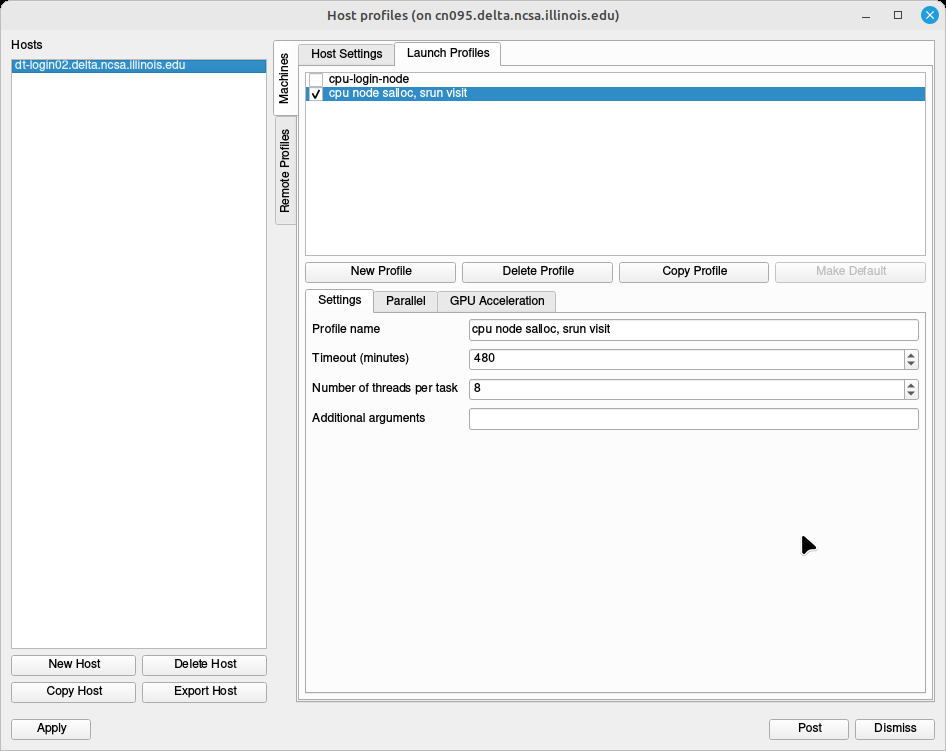 Host profiles (on cn095.delta.ncsa.illinois.edu)
Hosts
dt-login02.delta.ncsa.illinois.edu
Machines
Remote Profiles
Host Settings
Launch Profiles
cpu-login-node
cpu node salloc, srun visit
New Profile
Delete Profile
Copy Profile
Make Default
Settings
Parallel
GPU Acceleration
Profile name
cpu node salloc, srun visit
Timeout (minutes)
480
Number of threads per task
8
Additional arguments
New Host
Delete Host
Copy Host
Export Host
Apply
Post
Dismiss